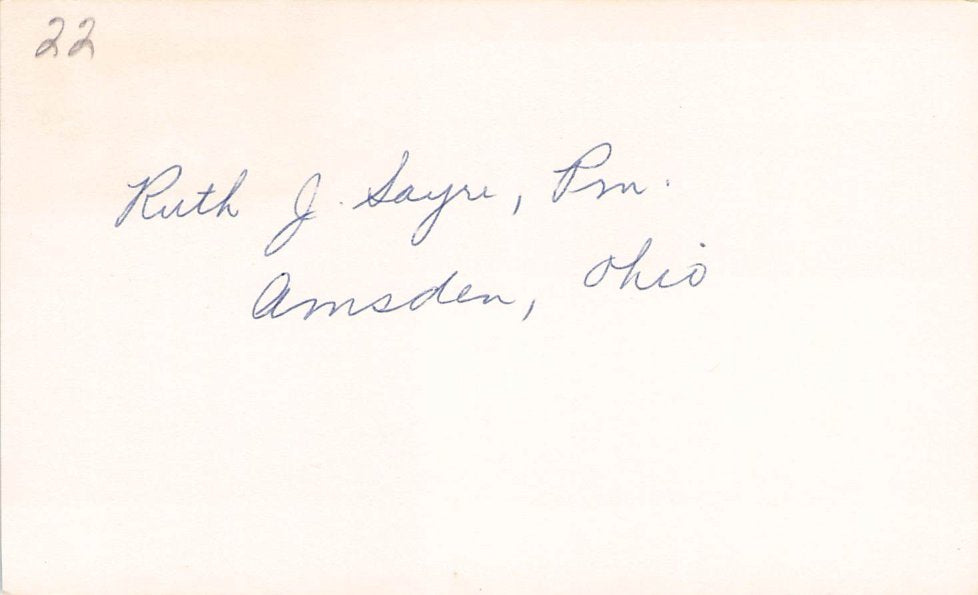 22
Ruth J. Sayre, Pm.
Amsden, Ohio